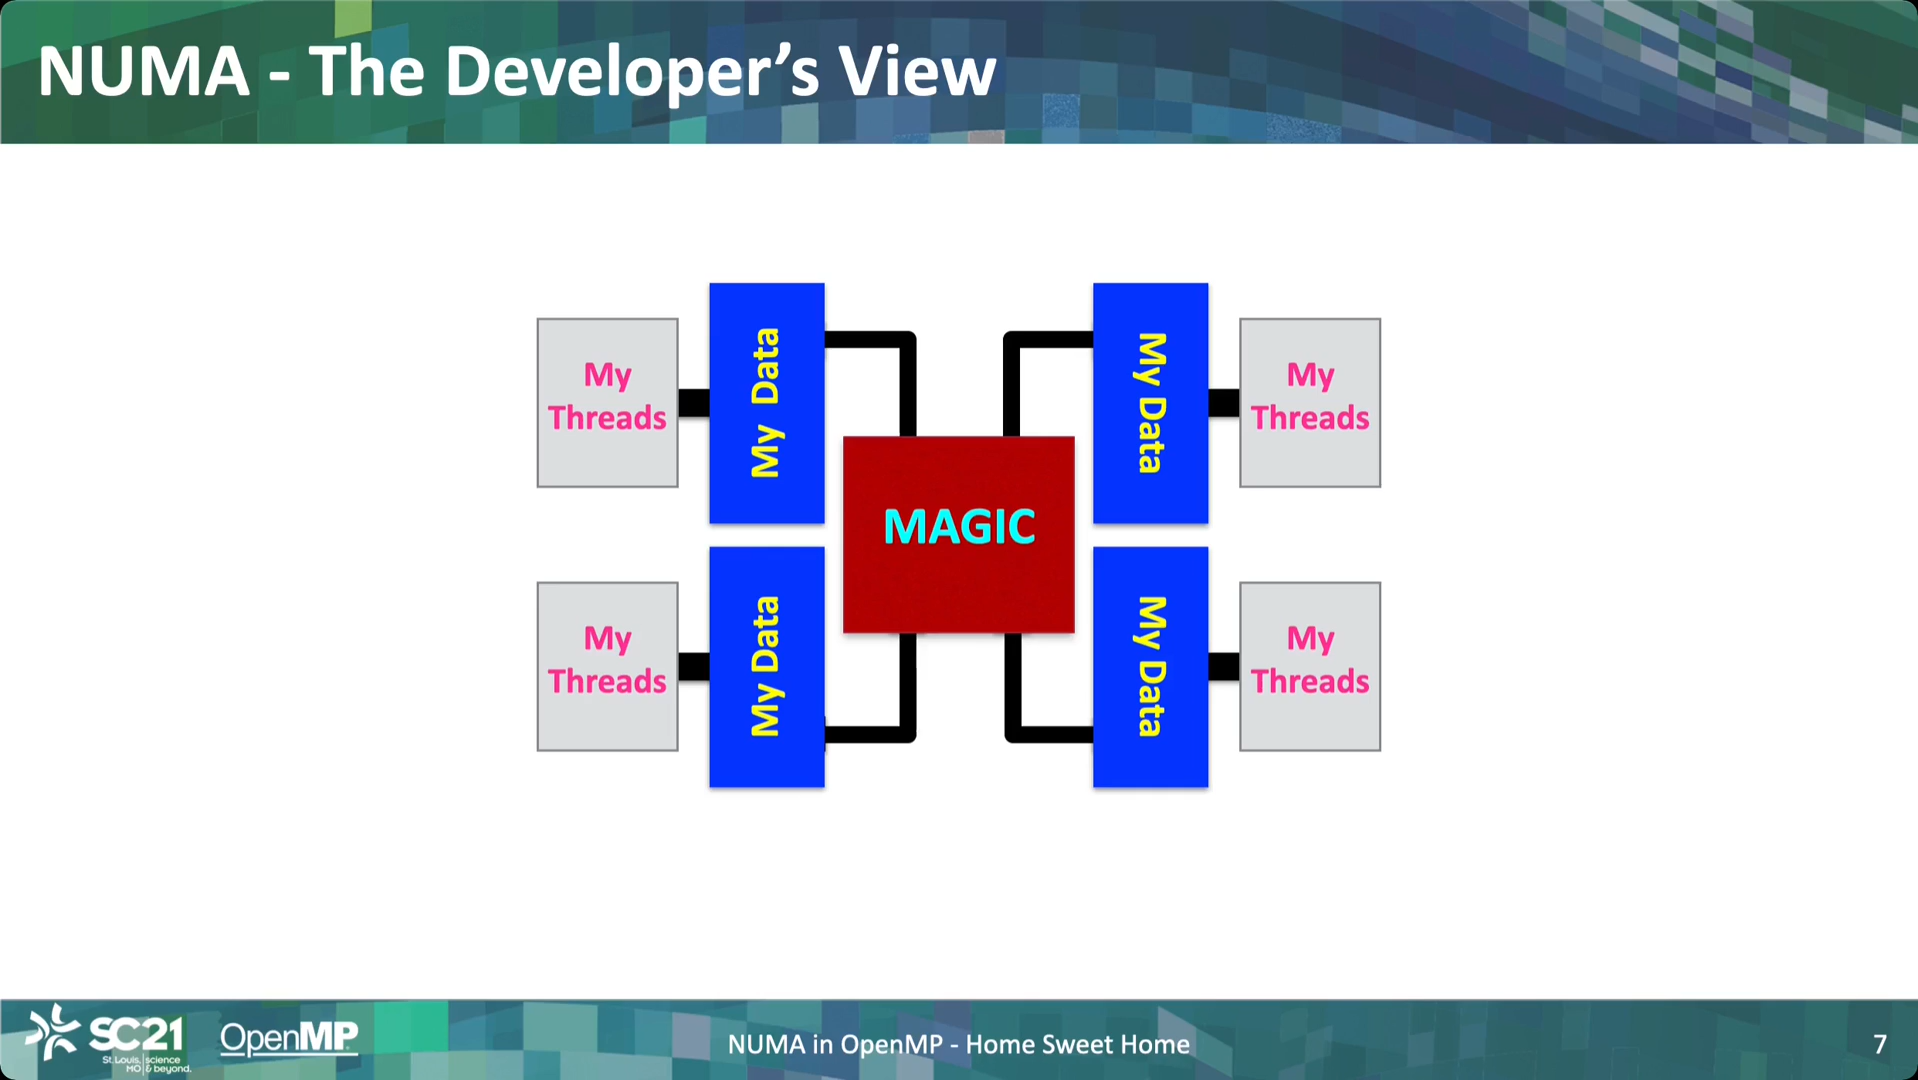 NUMA - The Developer’s View
My
Threads
My Data
My Data
My
Threads
MAGIC
My
Threads
My Data
My Data
My
Threads
SC21
St. Louis, MO
science & beyond.
OpenMP
NUMA in OpenMP - Home Sweet Home
7